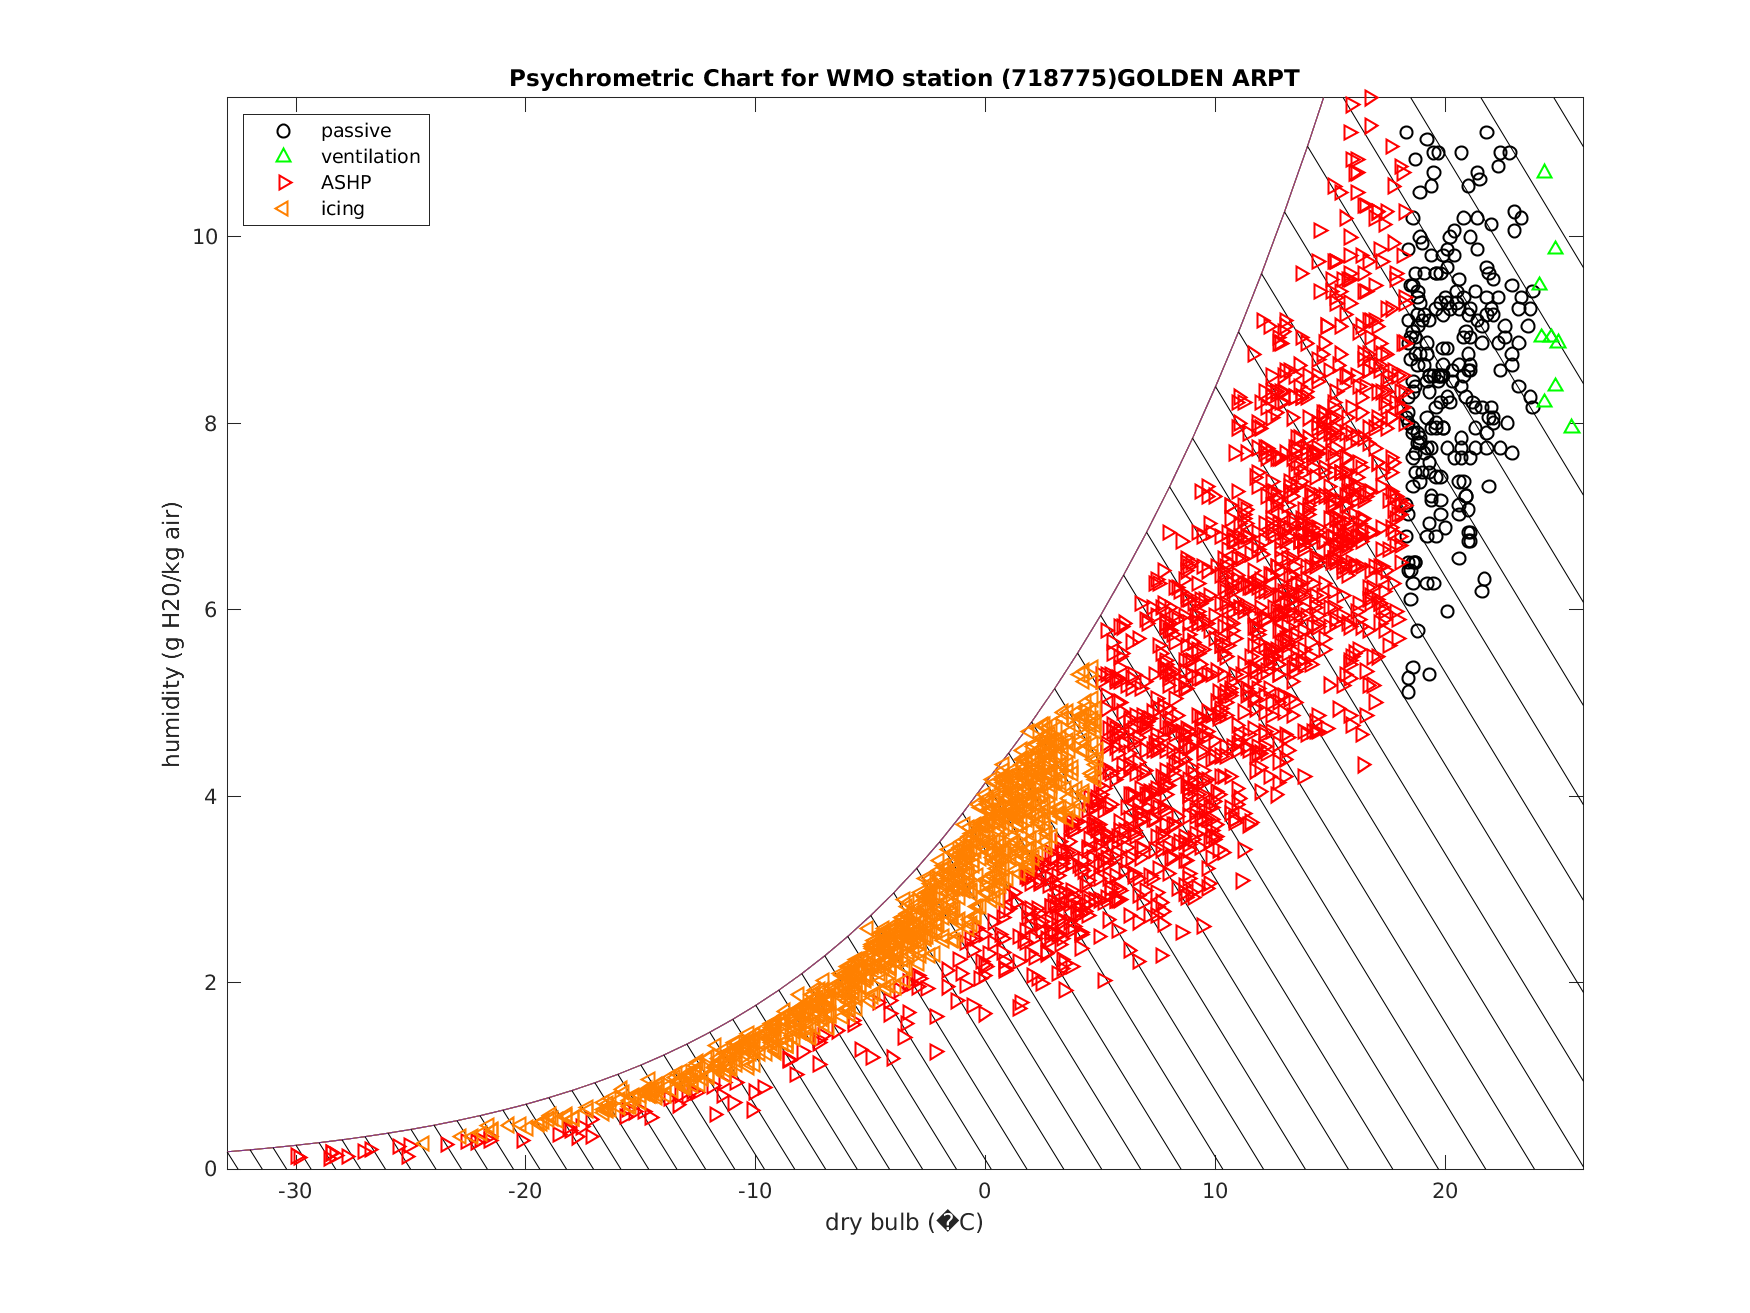 Psychrometric Chart for WMO station (718775)GOLDEN ARPT
passive
ventilation
ASHP
icing
humidity (g H20/kg air)
10
8
6
4
2
0
-30 -20 -10 0 10 20
dry bulb (�C)